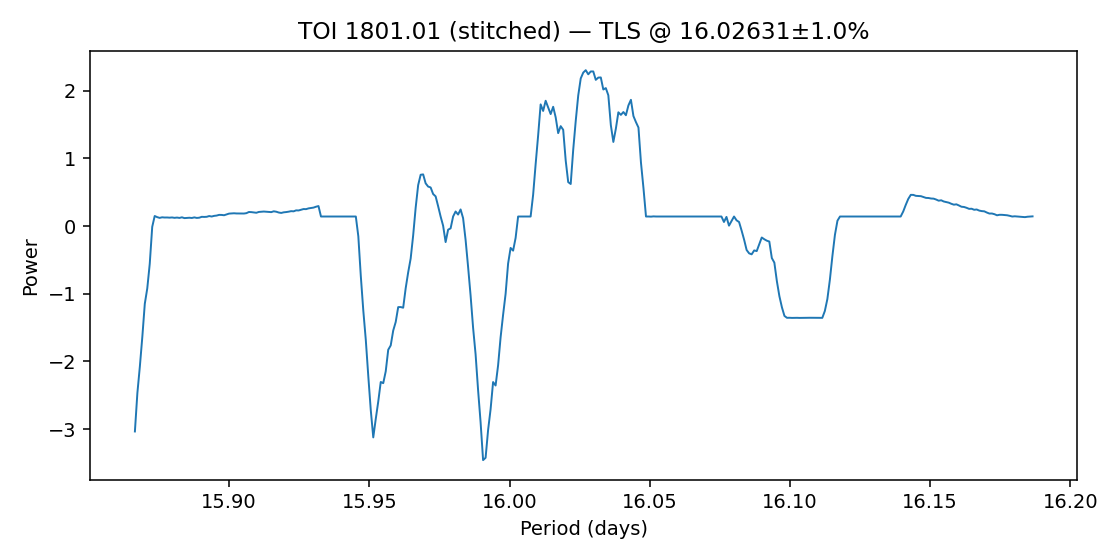 TOI 1801.01 (stitched) — TLS @ 16.02631±1.0%
2
1
0
−1
−2
−3
Power
15.90 15.95 16.00 16.05 16.10 16.15 16.20
Period (days)